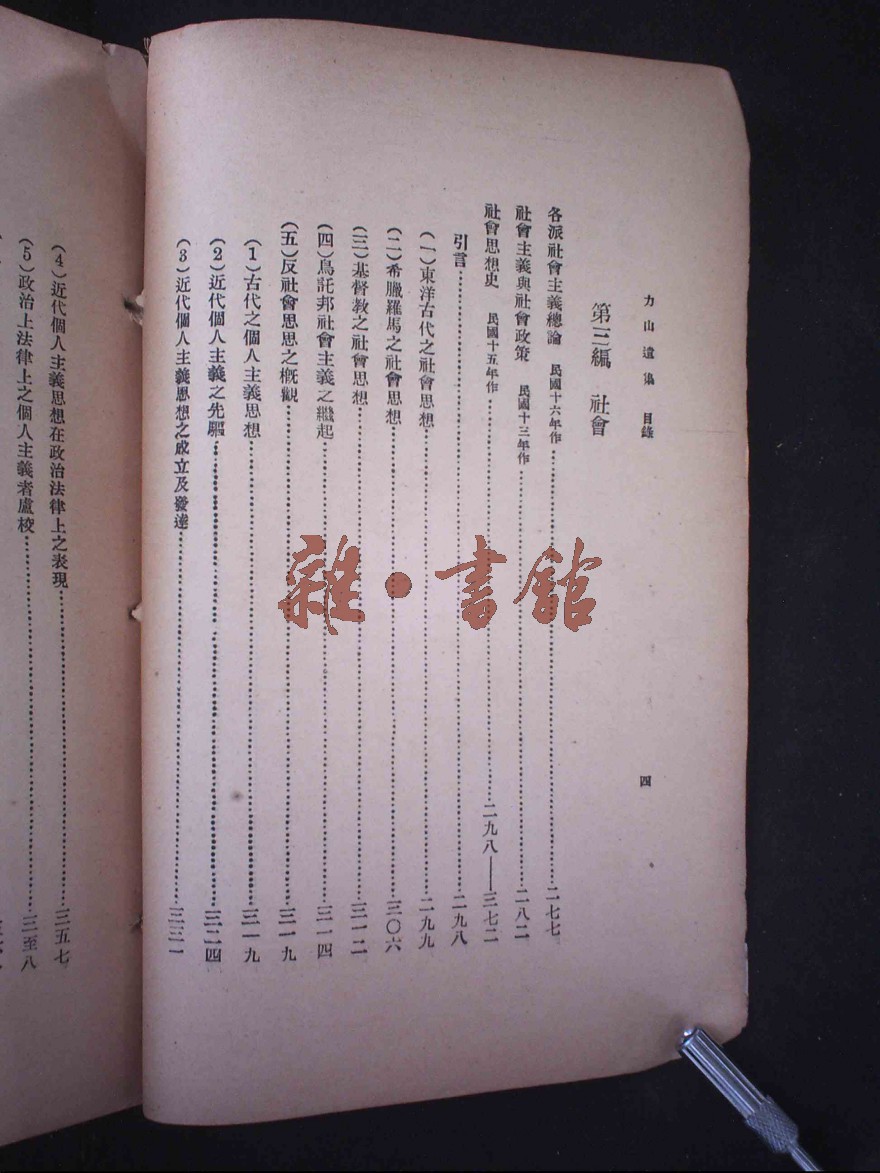 力山遺集 目錄 四
第三編 社會
各派社會主義總論 民國十六年作……二七七
社會主義與社會政策 民國十三年作……二八二
社會思想史 民國十五年作……二九八——三七二
引言……二九八
(一)東洋古代之社會思想……二九九
(二)希臘羅馬之社會思想……三〇六
(三)基督教之社會思想……三一二
(四)烏託邦社會主義之繼起……三一四
(五)反社會思思之概觀……三一九
(1)古代之個人主義思想……三一九
(2)近代個人主義之先驅……三二四
(3)近代個人主義思想之成立及發達……三三一
(4)近代個人主義思想在政治法律上之表現……三五七
(5)政治上法律上之個人主義者盧梭……
雜·書館